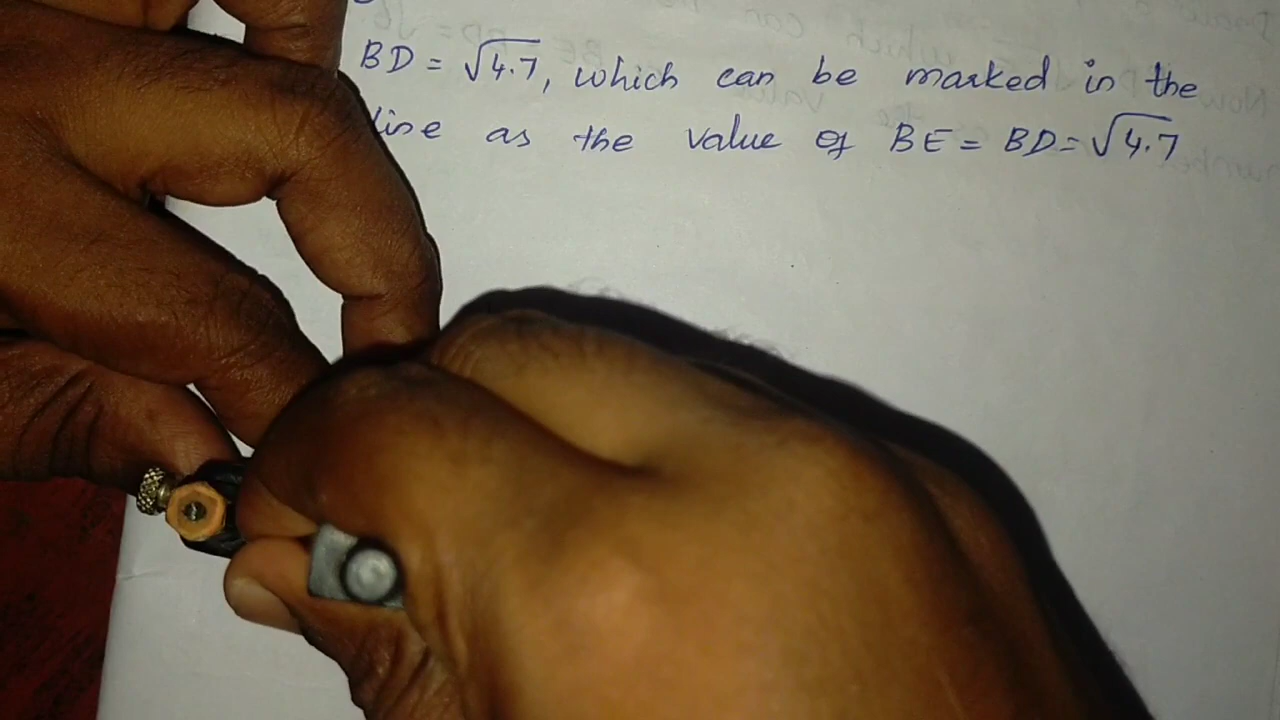 BD = √4.7, which can be marked in the
line as the value of BE = BD = √4.7